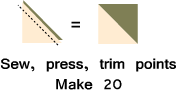 =
Sew, press, trim points
Make 20